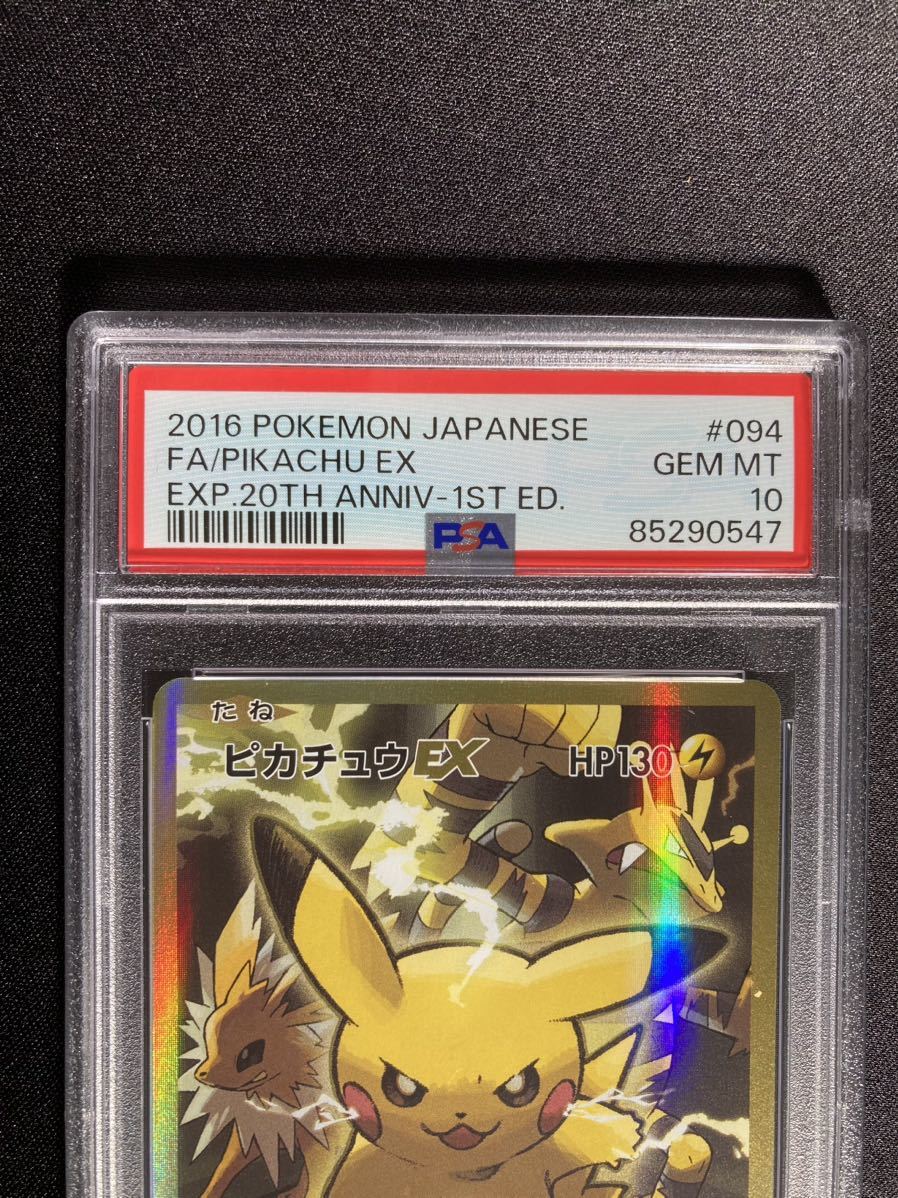 2016 POKEMON JAPANESE #094
FA/PIKACHU EX GEM MT
EXP.20TH ANNIV-1ST ED. 10
PSA 85290547
たね
ピカチュウEX HP130